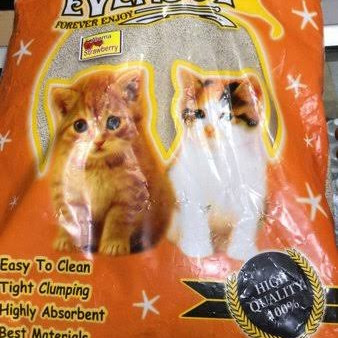 FOREVER ENJOY
Aroma
Strawberry
Easy To Clean
Tight Clumping
Highly Absorbent
Best Materials
HIGH
QUALITY
100%